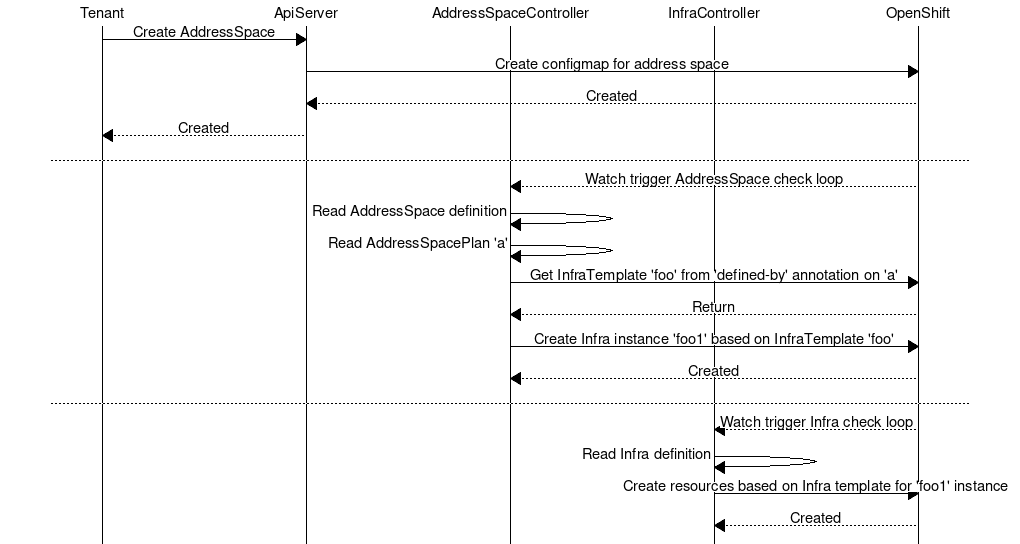 Tenant ApiServer AddressSpaceController InfraController OpenShift
Create AddressSpace
Create configmap for address space
Created
Created
Watch trigger AddressSpace check loop
Read AddressSpace definition
Read AddressSpacePlan 'a'
Get InfraTemplate 'foo' from 'defined-by' annotation on 'a'
Return
Create Infra instance 'foo1' based on InfraTemplate 'foo'
Created
Watch trigger Infra check loop
Read Infra definition
Create resources based on Infra template for 'foo1' instance
Created